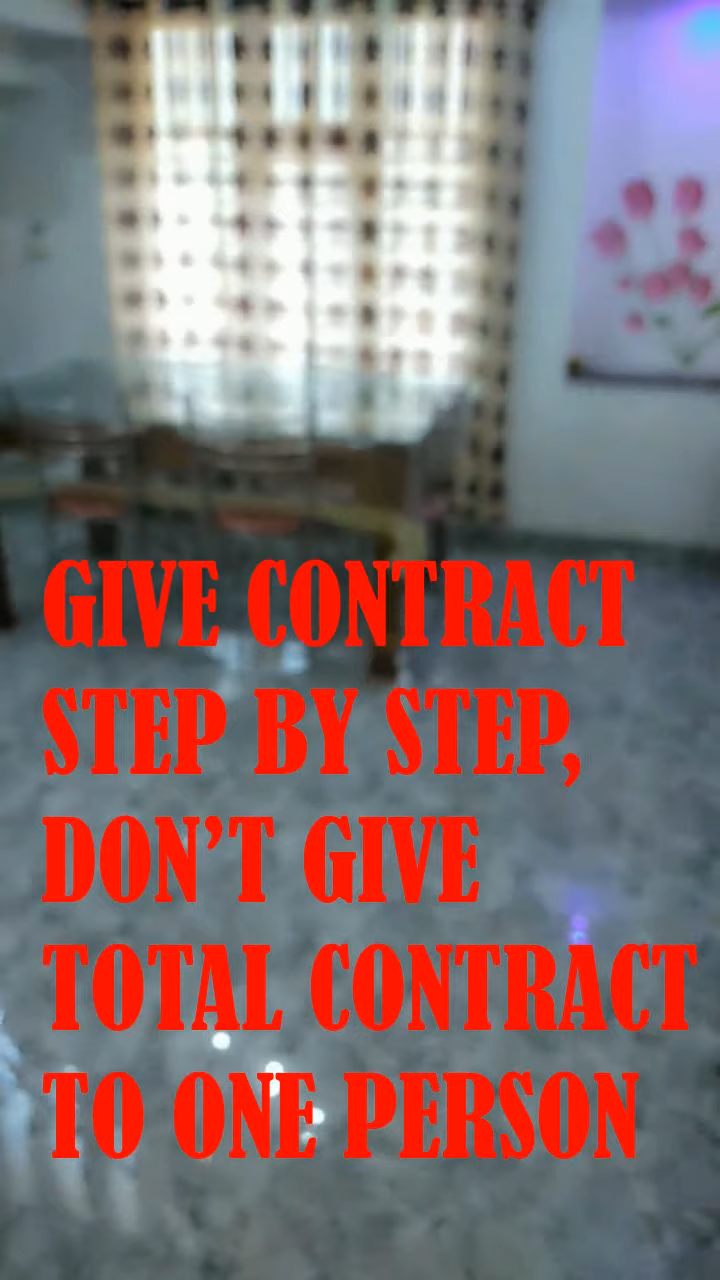 GIVE CONTRACT
STEP BY STEP,
DON’T GIVE
TOTAL CONTRACT
TO ONE PERSON